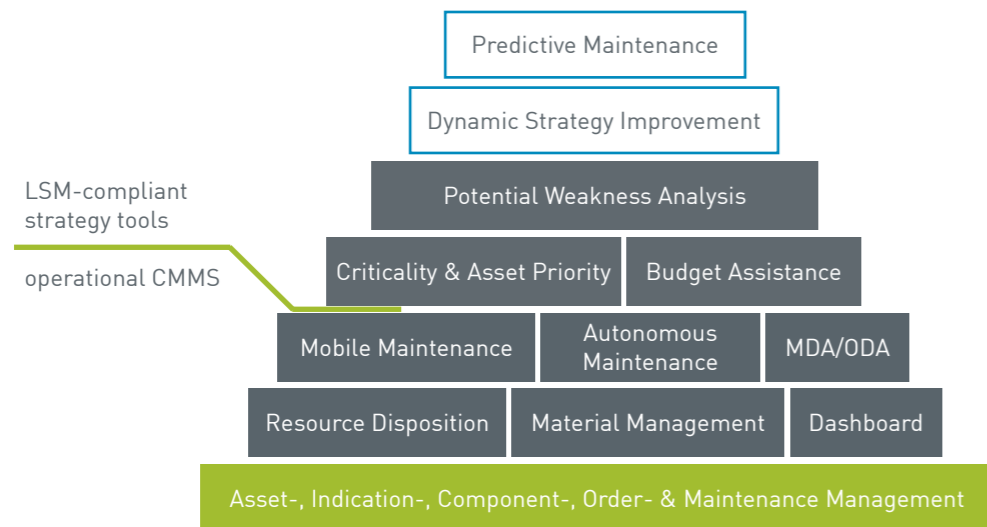 Predictive Maintenance
Dynamic Strategy Improvement
Potential Weakness Analysis
LSM-compliant
strategy tools
operational CMMS
Criticality & Asset Priority
Budget Assistance
Mobile Maintenance
Autonomous
Maintenance
MDA/ODA
Resource Disposition
Material Management
Dashboard
Asset-, Indication-, Component-, Order- & Maintenance Management